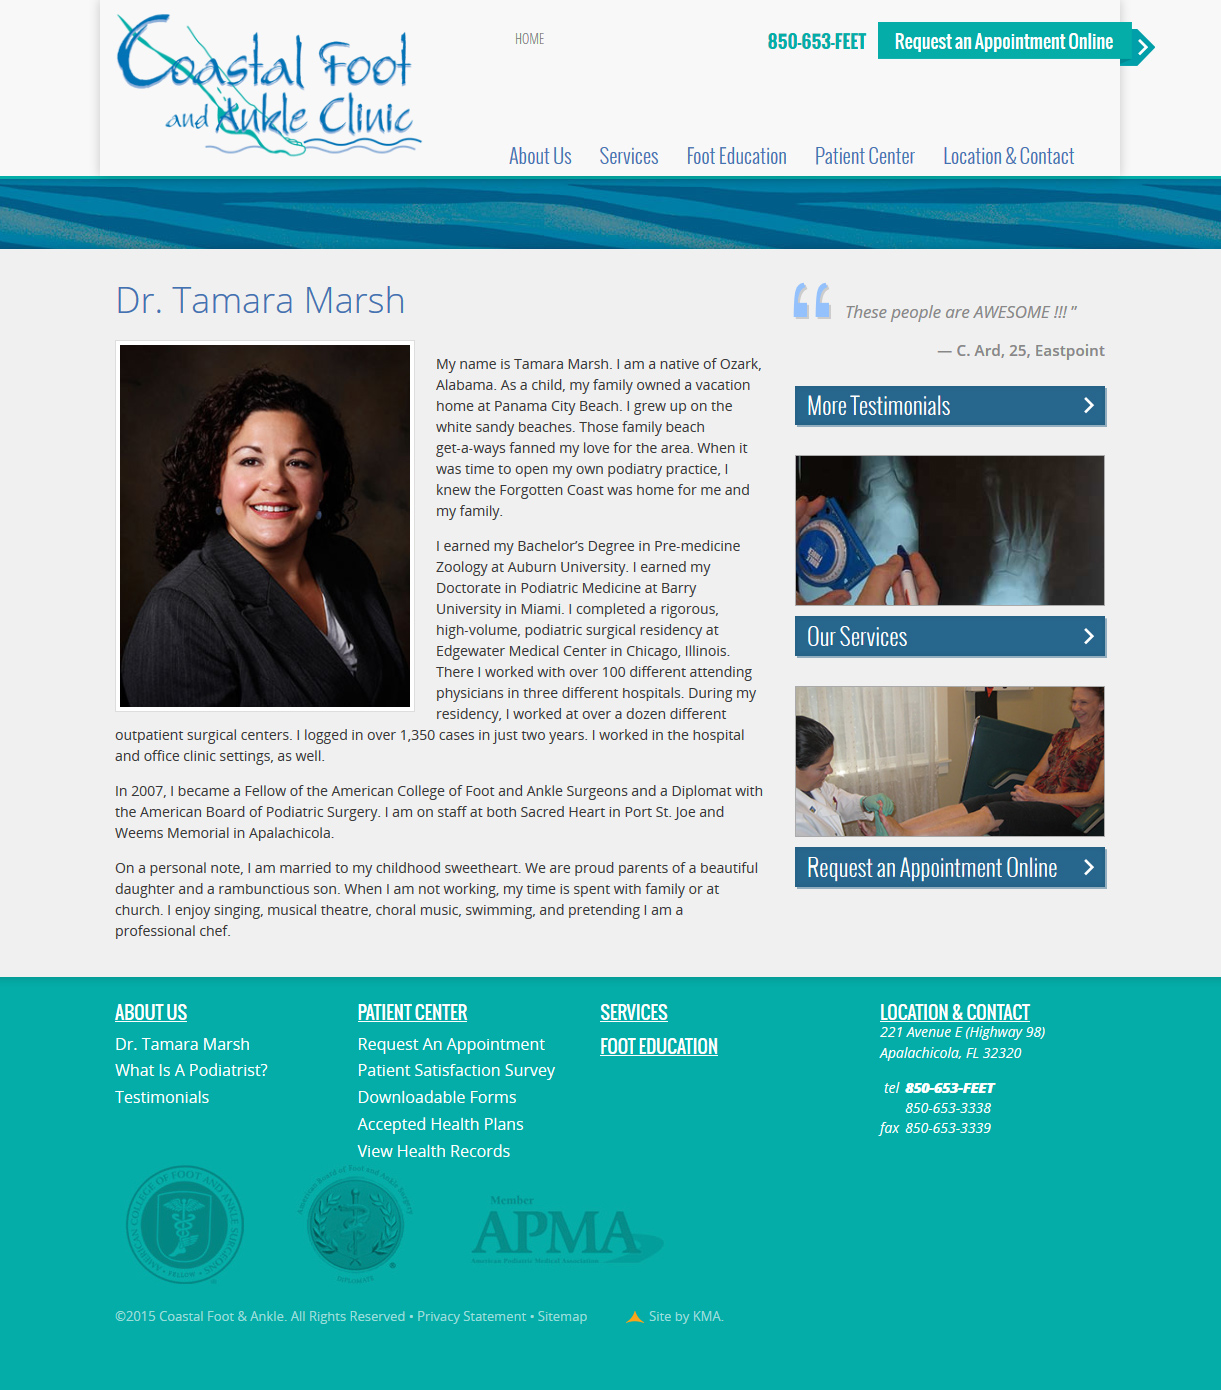 Coastal Foot
and Ankle Clinic
HOME
850-653-FEET
Request an Appointment Online
About Us
Services
Foot Education
Patient Center
Location & Contact
Dr. Tamara Marsh
My name is Tamara Marsh. I am a native of Ozark,
Alabama. As a child, my family owned a vacation
home at Panama City Beach. I grew up on the
white sandy beaches. Those family beach
get-a-ways fanned my love for the area. When it
was time to open my own podiatry practice, I
knew the Forgotten Coast was home for me and
my family.
I earned my Bachelor’s Degree in Pre-medicine
Zoology at Auburn University. I earned my
Doctorate in Podiatric Medicine at Barry
University in Miami. I completed a rigorous,
high-volume, podiatric surgical residency at
Edgewater Medical Center in Chicago, Illinois.
There I worked with over 100 different attending
physicians in three different hospitals. During my
residency, I worked at over a dozen different
outpatient surgical centers. I logged in over 1,350 cases in just two years. I worked in the hospital
and office clinic settings, as well.
In 2007, I became a Fellow of the American College of Foot and Ankle Surgeons and a Diplomat with
the American Board of Podiatric Surgery. I am on staff at both Sacred Heart in Port St. Joe and
Weems Memorial in Apalachicola.
On a personal note, I am married to my childhood sweetheart. We are proud parents of a beautiful
daughter and a rambunctious son. When I am not working, my time is spent with family or at
church. I enjoy singing, musical theatre, choral music, swimming, and pretending I am a
professional chef.
“ These people are AWESOME !!! ”
— C. Ard, 25, Eastpoint
More Testimonials
Our Services
Request an Appointment Online
ABOUT US
Dr. Tamara Marsh
What Is A Podiatrist?
Testimonials
PATIENT CENTER
Request An Appointment
Patient Satisfaction Survey
Downloadable Forms
Accepted Health Plans
View Health Records
SERVICES
FOOT EDUCATION
LOCATION & CONTACT
221 Avenue E (Highway 98)
Apalachicola, FL 32320
tel 850-653-FEET
850-653-3338
fax 850-653-3339
AMERICAN COLLEGE OF FOOT AND ANKLE SURGEONS
• FELLOW •
American Board of Foot and Ankle Surgery
DIPLOMATE
Member
APMA
American Podiatric Medical Association
©2015 Coastal Foot & Ankle. All Rights Reserved • Privacy Statement • Sitemap
Site by KMA.